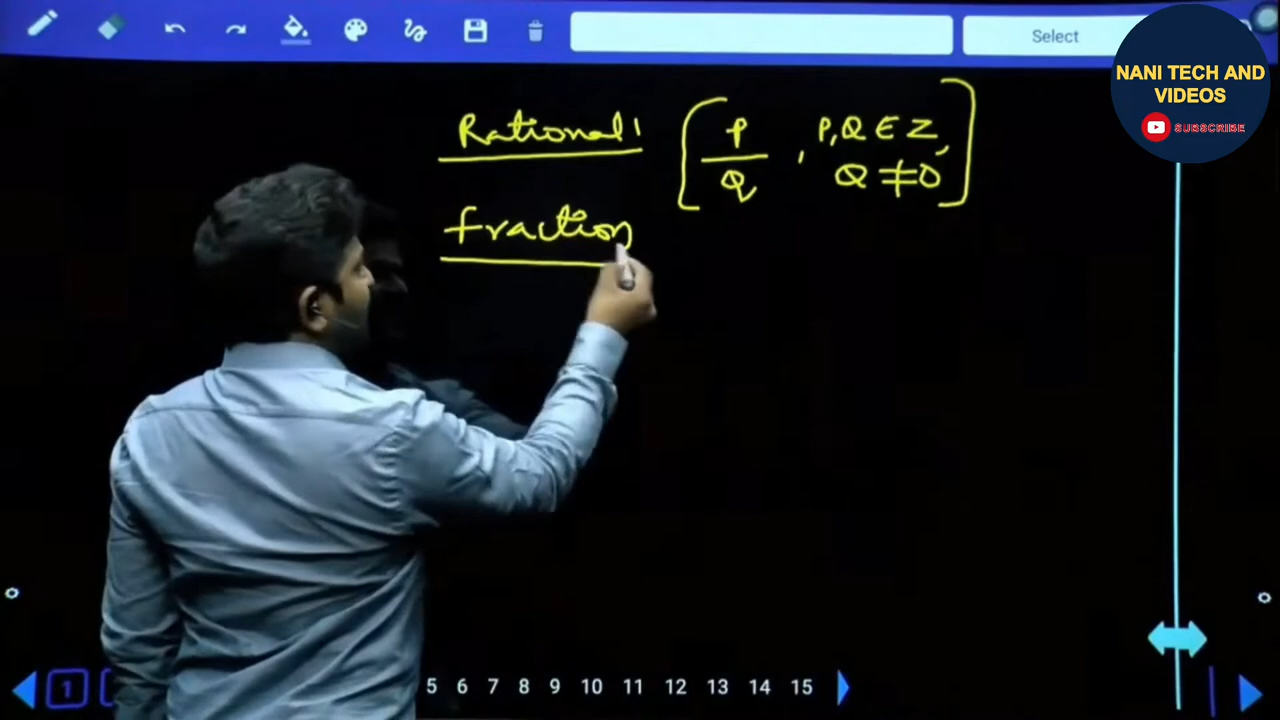 Select
NANI TECH AND
VIDEOS
SUBSCRIBE
Rational
P/Q , P,Q ∈ Z,
Q ≠ 0
fraction
1
5 6 7 8 9 10 11 12 13 14 15